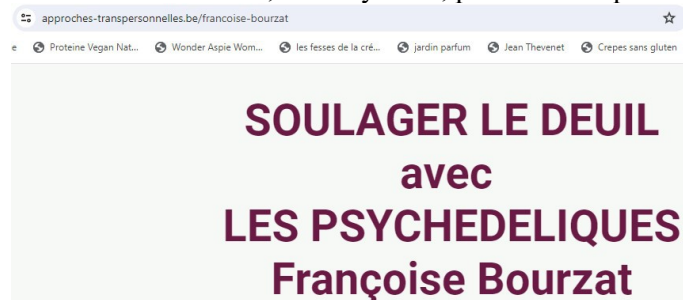 approches-transpersonnelles.be/francoise-bourzat
e Proteine Vegan Nat... Wonder Aspie Wom... les fesses de la cré... jardin parfum Jean Thevenet Crepes sans gluten
SOULAGER LE DEUIL
avec
LES PSYCHEDELIQUES
Françoise Bourzat